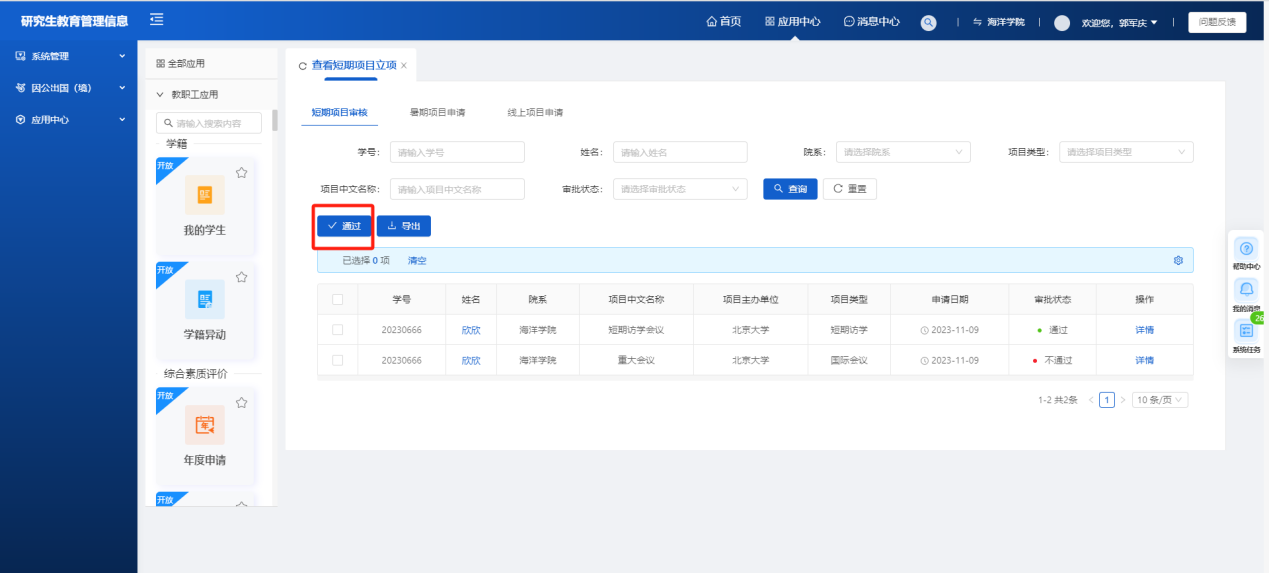 研究生教育管理信息
首页 应用中心 消息中心 海洋学院 欢迎您，郭军庆 问题反馈
系统管理
因公出国（境）
应用中心
全部应用
教职工应用
请输入搜索内容
学籍
开放
我的学生
开放
学籍异动
综合素质评价
开放
年度申请
开放
查看短期项目立项
短期项目审核 暑期项目申请 线上项目申请
学号： 请输入学号 姓名： 请输入姓名 院系： 请选择院系 项目类型： 请选择项目类型
项目中文名称： 请输入项目中文名称 审批状态： 请选择审批状态 查询 重置
通过 导出
已选择 0 项 清空
学号 姓名 院系 项目中文名称 项目主办单位 项目类型 申请日期 审批状态 操作
20230666 欣欣 海洋学院 短期访学会议 北京大学 短期访学 2023-11-09 通过 详情
20230666 欣欣 海洋学院 重大会议 北京大学 国际会议 2023-11-09 不通过 详情
1-2 共2条 1 10 条/页
帮助中心
我的消息
26
系统任务